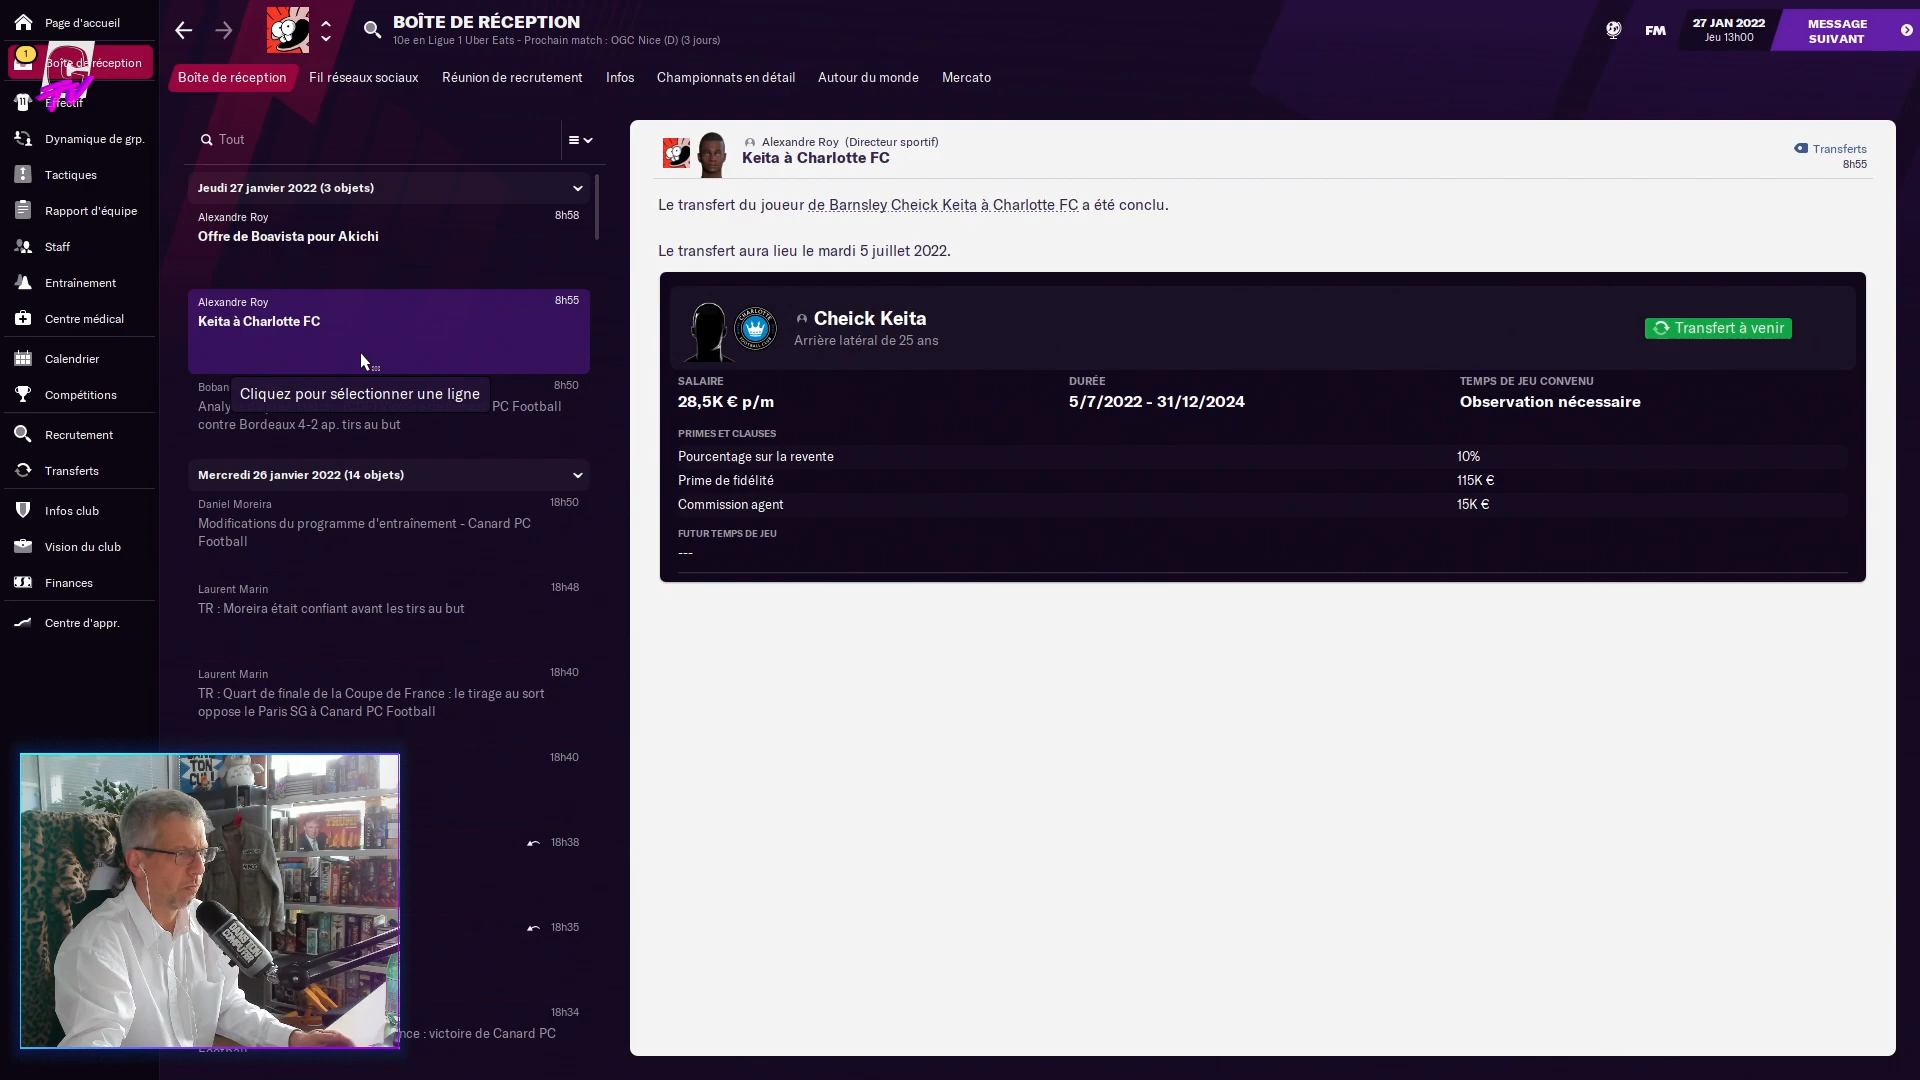 Page d'accueil
1
Boîte de réception
Effectif
Dynamique de grp.
Tactiques
Rapport d'équipe
Staff
Entraînement
Centre médical
Calendrier
Compétitions
Recrutement
Transferts
Infos club
Vision du club
Finances
Centre d'appr.
BOÎTE DE RÉCEPTION
10e en Ligue 1 Uber Eats - Prochain match : OGC Nice (D) (3 jours)
FM
27 JAN 2022
Jeu 13h00
MESSAGE
SUIVANT
Boîte de réception
Fil réseaux sociaux
Réunion de recrutement
Infos
Championnats en détail
Autour du monde
Mercato
Tout
Jeudi 27 janvier 2022 (3 objets)
Alexandre Roy
8h58
Offre de Boavista pour Akichi
Alexandre Roy
8h55
Keita à Charlotte FC
Cliquez pour sélectionner une ligne
Boban
8h50
Analy
PC Football
contre Bordeaux 4-2 ap. tirs au but
Mercredi 26 janvier 2022 (14 objets)
Daniel Moreira
18h50
Modifications du programme d'entraînement - Canard PC
Football
Laurent Marin
18h48
TR : Moreira était confiant avant les tirs au but
Laurent Marin
18h40
TR : Quart de finale de la Coupe de France : le tirage au sort
oppose le Paris SG à Canard PC Football
18h40
18h38
18h35
18h34
nce : victoire de Canard PC
Football
Alexandre Roy (Directeur sportif)
Keita à Charlotte FC
Transferts
8h55
Le transfert du joueur de Barnsley Cheick Keita à Charlotte FC a été conclu.
Le transfert aura lieu le mardi 5 juillet 2022.
Cheick Keita
Arrière latéral de 25 ans
Transfert à venir
SALAIRE
28,5K € p/m
DURÉE
5/7/2022 - 31/12/2024
TEMPS DE JEU CONVENU
Observation nécessaire
PRIMES ET CLAUSES
Pourcentage sur la revente
10%
Prime de fidélité
115K €
Commission agent
15K €
FUTUR TEMPS DE JEU
---
DANS
TON
CUL!
DANS TON
COMPUTER